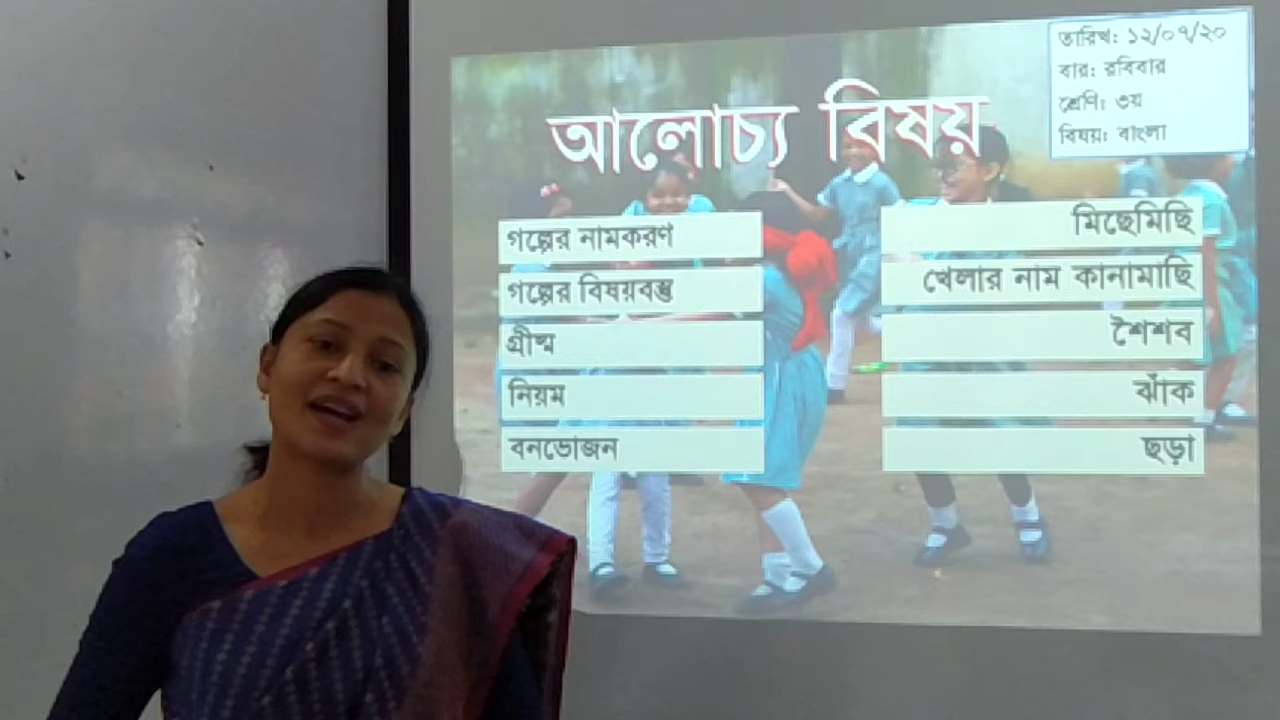 তারিখ: ১২/০৭/২০
বার: রবিবার
শ্রেণি: ৩য়
বিষয়: বাংলা
আলোচ্য বিষয়
গল্পের নামকরণ
গল্পের বিষয়বস্তু
গ্রীষ্ম
নিয়ম
বনভোজন
মিছেমিছি
খেলার নাম কানামাছি
শৈশব
ঝাঁক
ছড়া